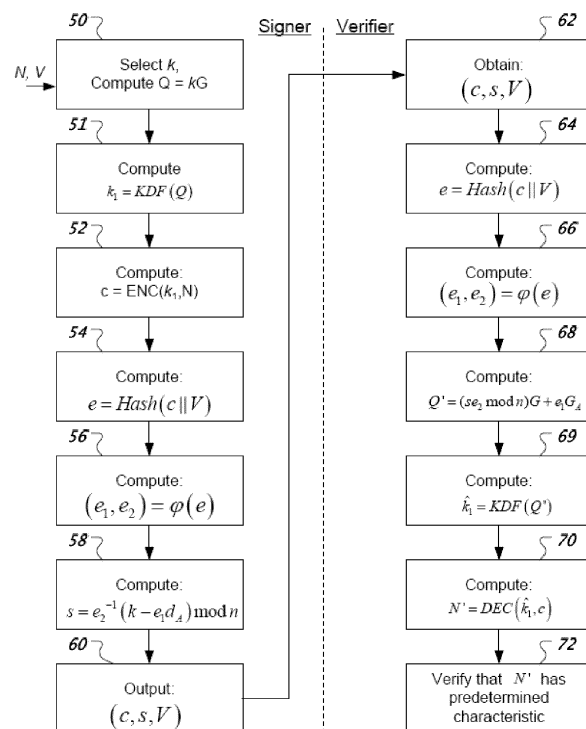 Signer
Verifier
N, V
50
Select k,
Compute Q = kG
51
Compute
k₁ = KDF(Q)
52
Compute:
c = ENC(k₁,N)
54
Compute:
e = Hash(c || V)
56
Compute:
(e₁, e₂) = φ(e)
58
Compute:
s = e₂⁻¹(k − e₁d_A) mod n
60
Output:
(c, s, V)
62
Obtain:
(c, s, V)
64
Compute:
e = Hash(c || V)
66
Compute:
(e₁, e₂) = φ(e)
68
Compute:
Q' = (se₂ mod n)G + e₁G_A
69
Compute:
k̂₁ = KDF(Q')
70
Compute:
N' = DEC(k̂₁, c)
72
Verify that N' has
predetermined
characteristic